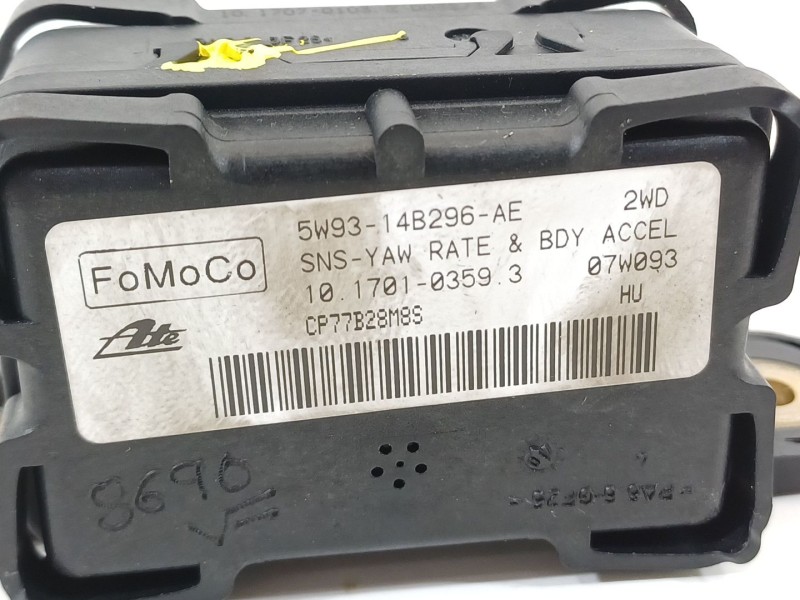 FoMoCo
5W93-14B296-AE 2WD
SNS-YAW RATE & BDY ACCEL
10.1701-0359.3 07W093
CP77B28M8S HU
Ate
8690